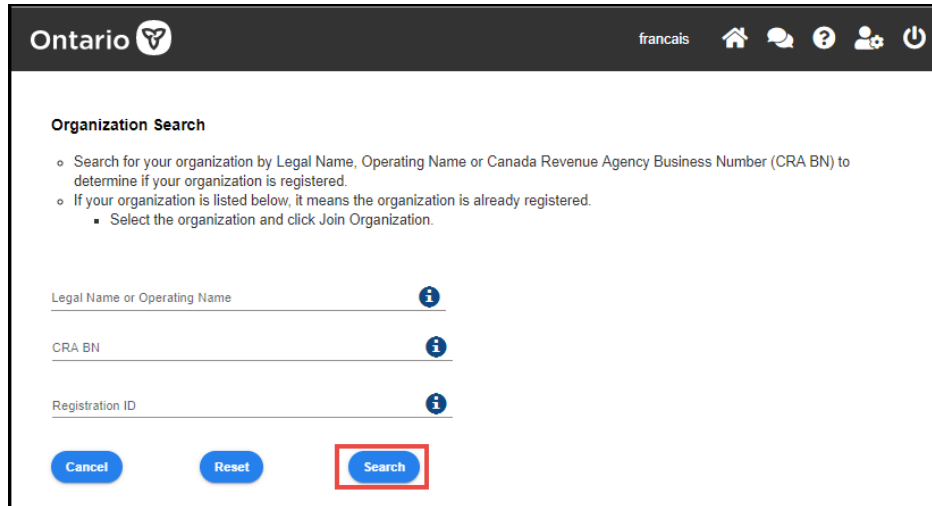 Ontario
francais
Organization Search
Search for your organization by Legal Name, Operating Name or Canada Revenue Agency Business Number (CRA BN) to
determine if your organization is registered.
If your organization is listed below, it means the organization is already registered.
Select the organization and click Join Organization.
Legal Name or Operating Name
CRA BN
Registration ID
Cancel Reset Search